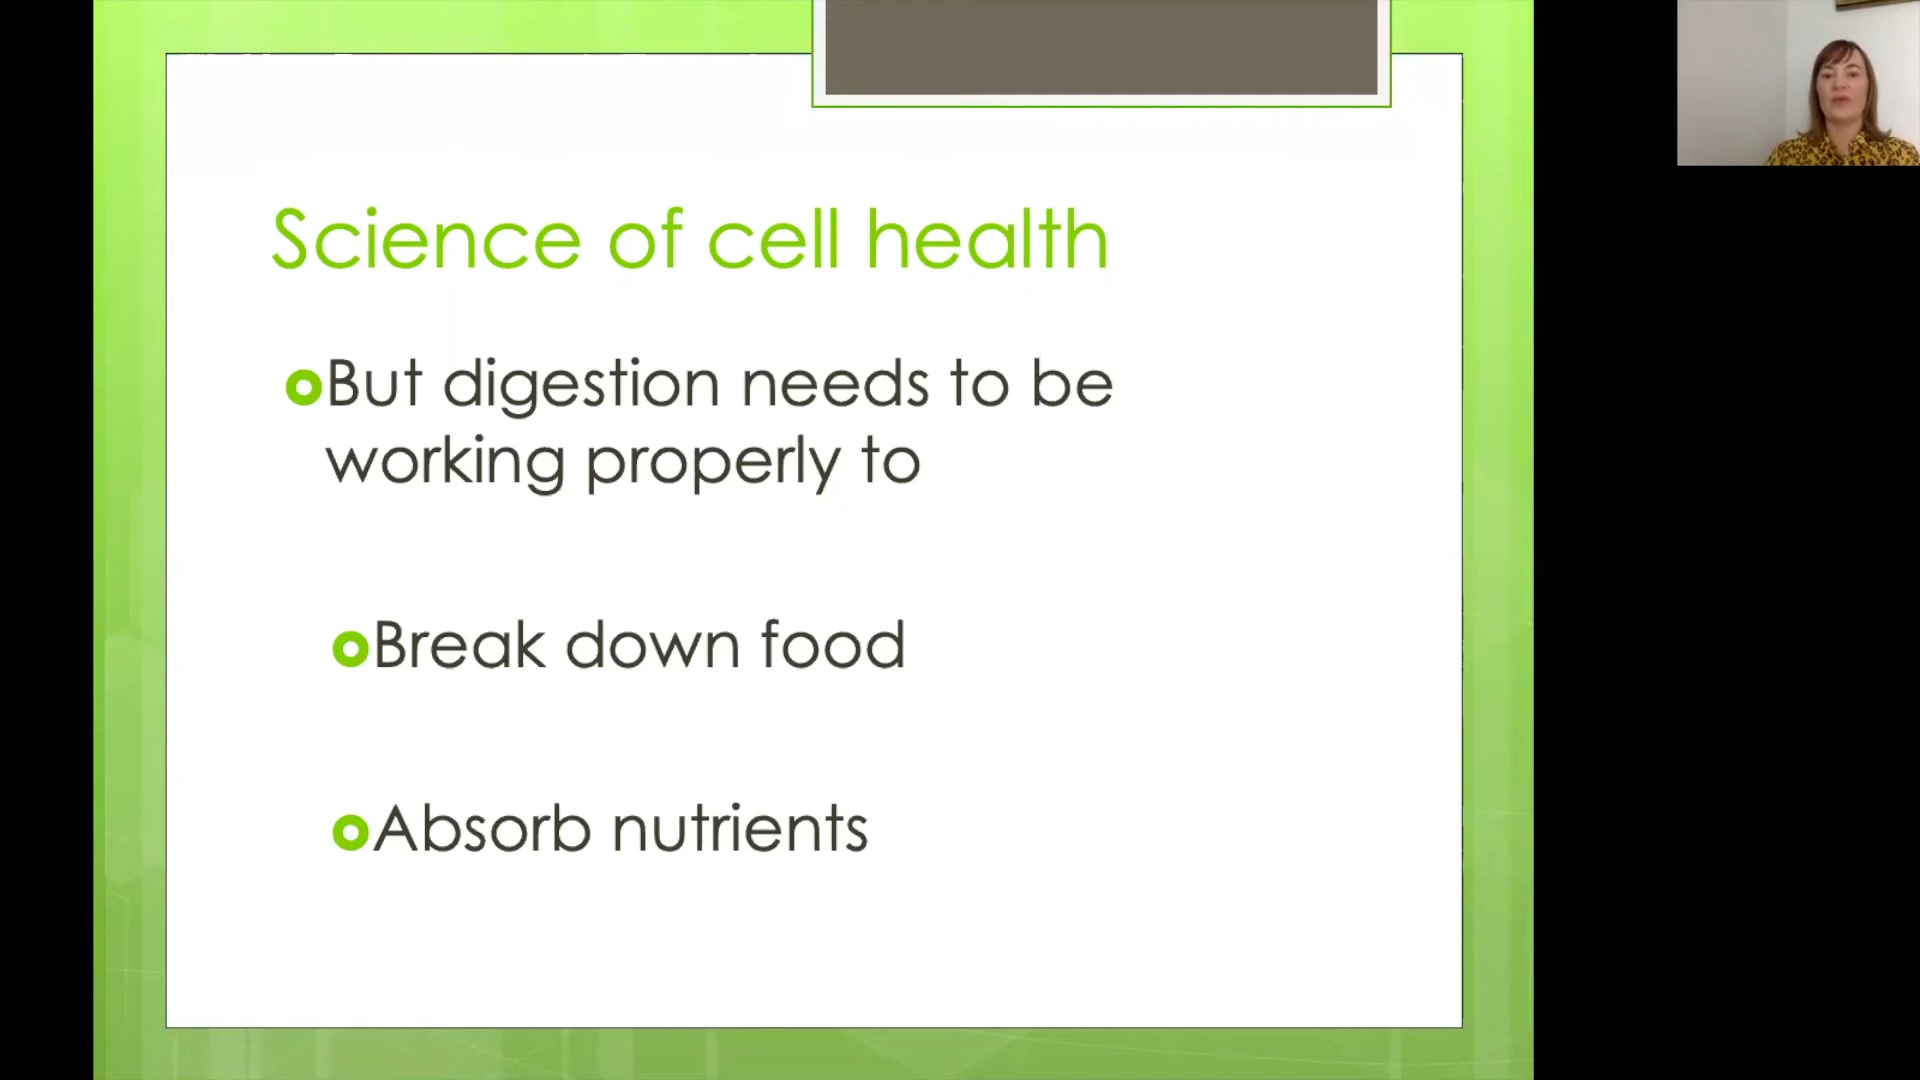 Science of cell health
But digestion needs to be
working properly to
Break down food
Absorb nutrients